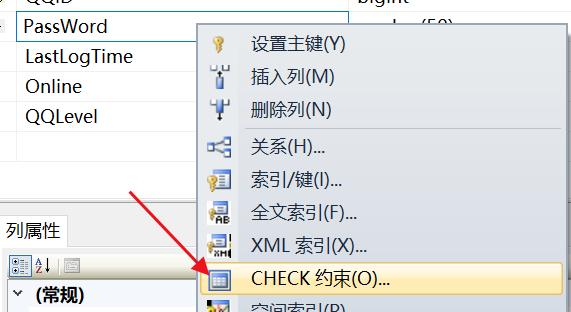 QQID
bigint
PassWord
设置主键(Y)
LastLogTime
插入列(M)
Online
删除列(N)
QQLevel
关系(H)...
索引/键(I)...
全文索引(F)...
列属性
XML 索引(X)...
CHECK 约束(O)...
(常规)
空间索引(P)